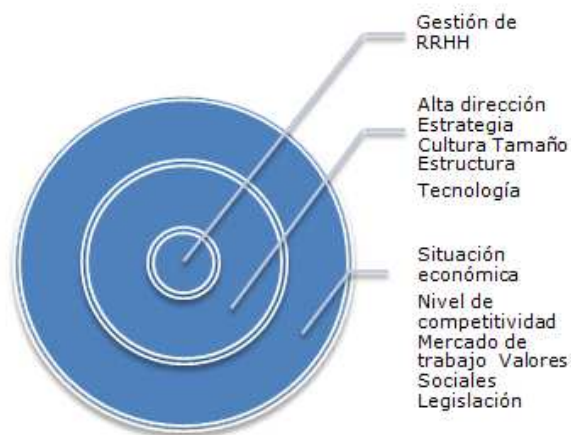 Gestión de
RRHH
Alta dirección
Estrategia
Cultura Tamaño
Estructura
Tecnología
Situación
económica
Nivel de
competitividad
Mercado de
trabajo Valores
Sociales
Legislación